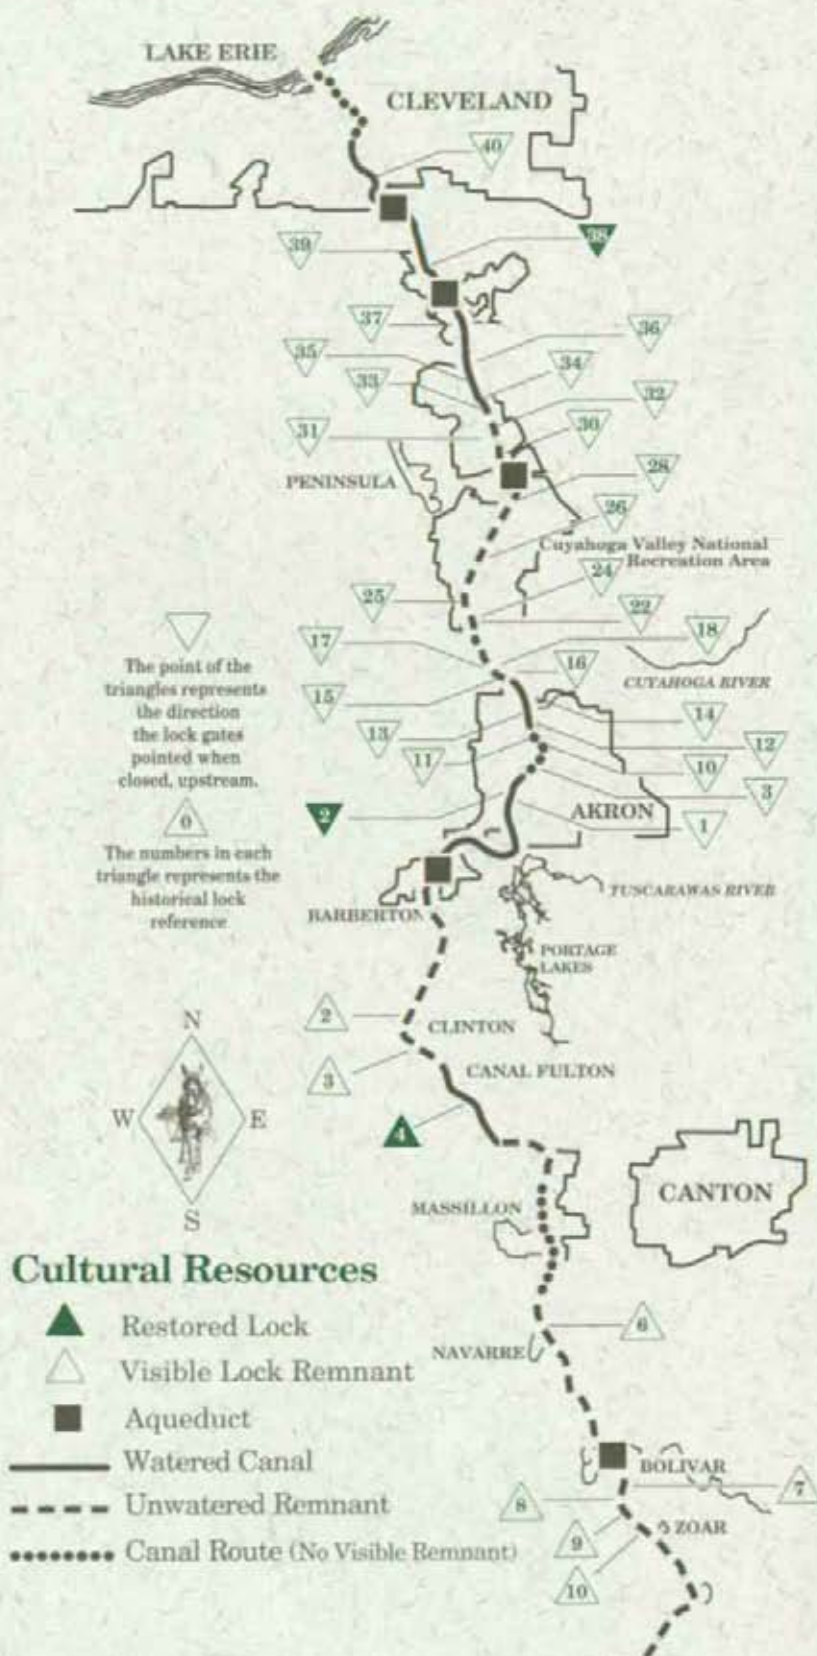 LAKE ERIE
CLEVELAND
40
39
38
37
36
35
34
33
32
31
30
PENINSULA
28
26
Cuyahoga Valley National
Recreation Area
24
25
22
18
17
16
CUYAHOGA RIVER
15
14
13
12
11
10
3
2
AKRON
1
The point of the
triangles represents
the direction
the lock gates
pointed when
closed, upstream.
0
The numbers in each
triangle represents the
historical lock
reference
TUSCARAWAS RIVER
BARBERTON
PORTAGE
LAKES
2
CLINTON
3
CANAL FULTON
4
N
W
E
S
CANTON
MASSILLON
6
NAVARRE
BOLIVAR
7
8
ZOAR
9
10
Cultural Resources
Restored Lock
Visible Lock Remnant
Aqueduct
Watered Canal
Unwatered Remnant
Canal Route (No Visible Remnant)